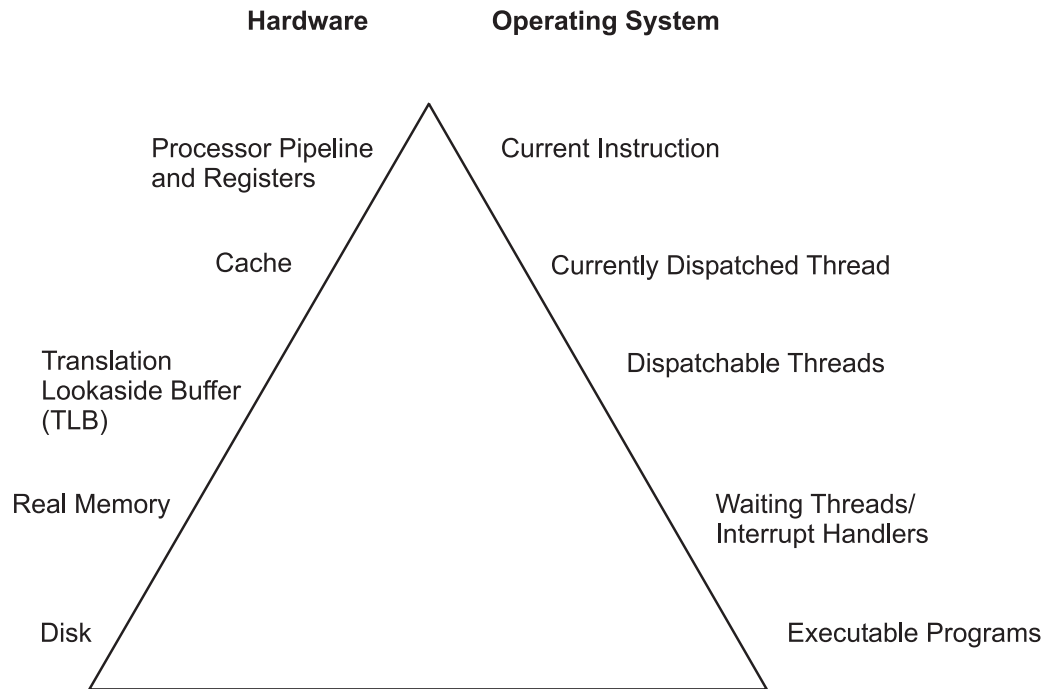 Hardware
Operating System
Processor Pipeline
and Registers
Current Instruction
Cache
Currently Dispatched Thread
Translation
Lookaside Buffer
(TLB)
Dispatchable Threads
Real Memory
Waiting Threads/
Interrupt Handlers
Disk
Executable Programs